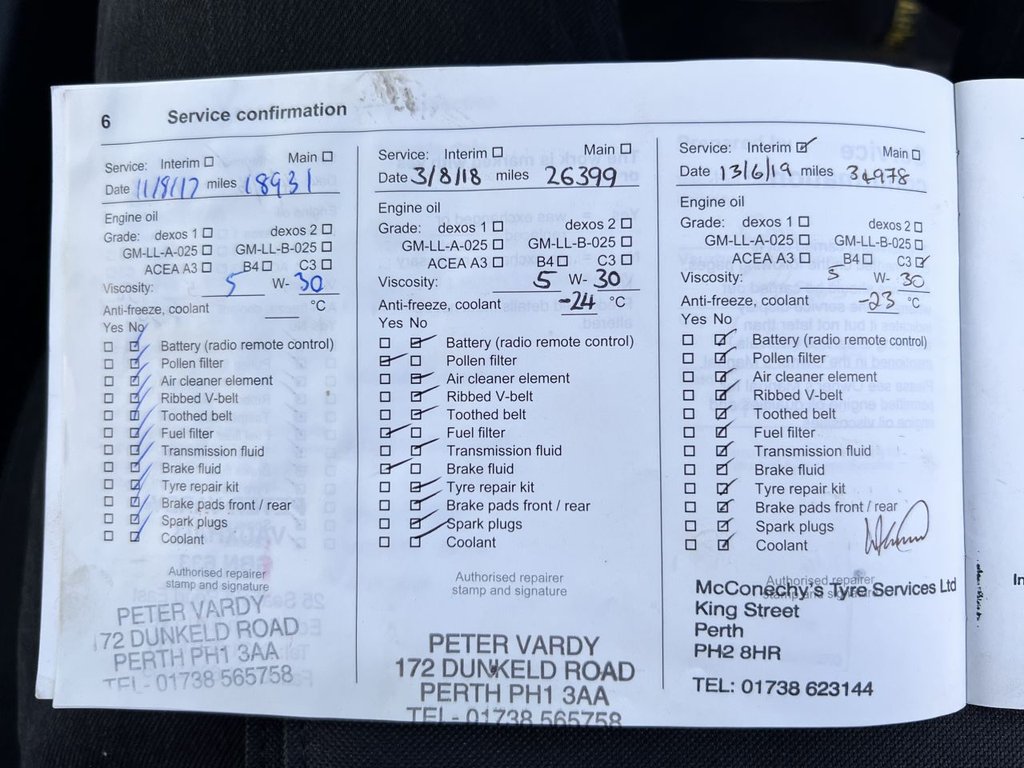 6 Service confirmation
Service: Interim Main
Date 11/8/17 miles 18931
Engine oil
Grade: dexos 1 dexos 2
GM-LL-A-025 GM-LL-B-025
ACEA A3 B4 C3
Viscosity: 5 W- 30
Anti-freeze, coolant °C
Yes No
Battery (radio remote control)
Pollen filter
Air cleaner element
Ribbed V-belt
Toothed belt
Fuel filter
Transmission fluid
Brake fluid
Tyre repair kit
Brake pads front / rear
Spark plugs
Coolant
Authorised repairer
stamp and signature
PETER VARDY
172 DUNKELD ROAD
PERTH PH1 3AA
TEL- 01738 565758
Service: Interim Main
Date 3/8/18 miles 26399
Engine oil
Grade: dexos 1 dexos 2
GM-LL-A-025 GM-LL-B-025
ACEA A3 B4 C3
Viscosity: 5 W- 30
Anti-freeze, coolant -24 °C
Yes No
Battery (radio remote control)
Pollen filter
Air cleaner element
Ribbed V-belt
Toothed belt
Fuel filter
Transmission fluid
Brake fluid
Tyre repair kit
Brake pads front / rear
Spark plugs
Coolant
Authorised repairer
stamp and signature
PETER VARDY
172 DUNKELD ROAD
PERTH PH1 3AA
TEL- 01738 565758
Service: Interim Main
Date 13/6/19 miles 34978
Engine oil
Grade: dexos 1 dexos 2
GM-LL-A-025 GM-LL-B-025
ACEA A3 B4 C3
Viscosity: 5 W- 30
Anti-freeze, coolant -23 °C
Yes No
Battery (radio remote control)
Pollen filter
Air cleaner element
Ribbed V-belt
Toothed belt
Fuel filter
Transmission fluid
Brake fluid
Tyre repair kit
Brake pads front / rear
Spark plugs
Coolant
Authorised repairer
stamp and signature
McConechy's Tyre Services Ltd
King Street
Perth
PH2 8HR
TEL: 01738 623144